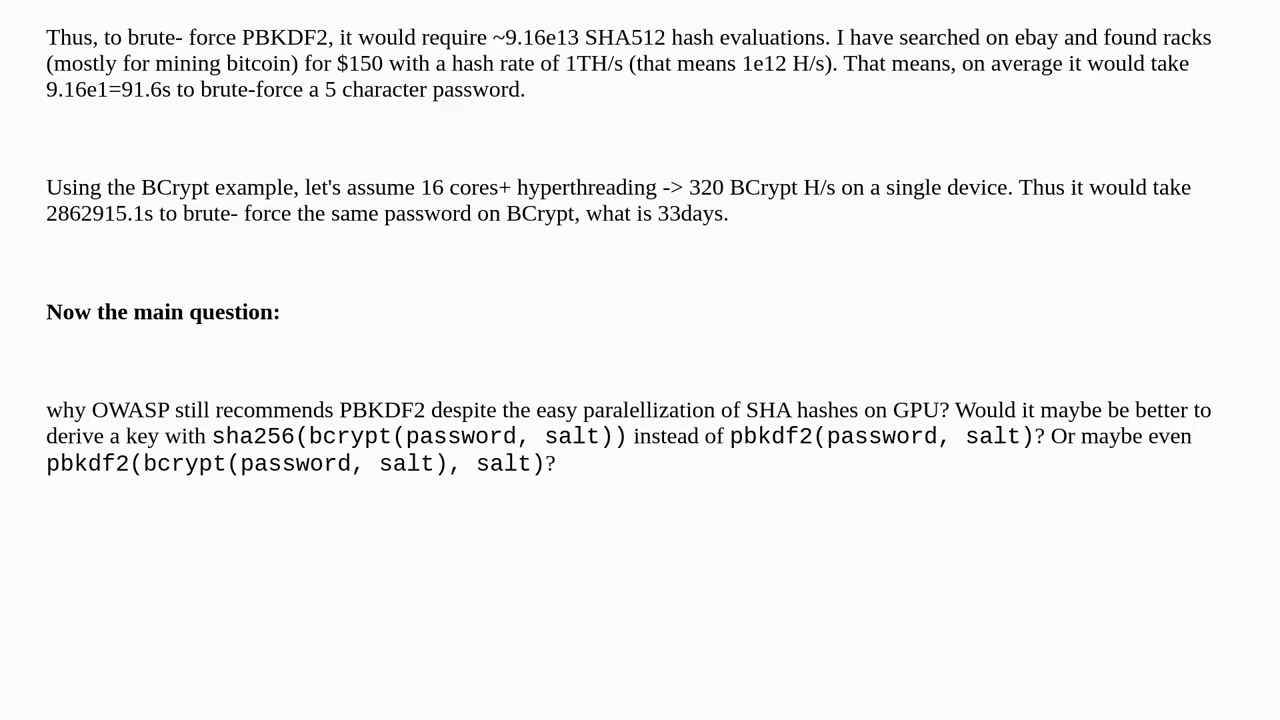 Thus, to brute- force PBKDF2, it would require ~9.16e13 SHA512 hash evaluations. I have searched on ebay and found racks
(mostly for mining bitcoin) for $150 with a hash rate of 1TH/s (that means 1e12 H/s). That means, on average it would take
9.16e1=91.6s to brute-force a 5 character password.
Using the BCrypt example, let's assume 16 cores+ hyperthreading -> 320 BCrypt H/s on a single device. Thus it would take
2862915.1s to brute- force the same password on BCrypt, what is 33days.
Now the main question:
why OWASP still recommends PBKDF2 despite the easy paralellization of SHA hashes on GPU? Would it maybe be better to
derive a key with sha256(bcrypt(password, salt)) instead of pbkdf2(password, salt)? Or maybe even
pbkdf2(bcrypt(password, salt), salt)?